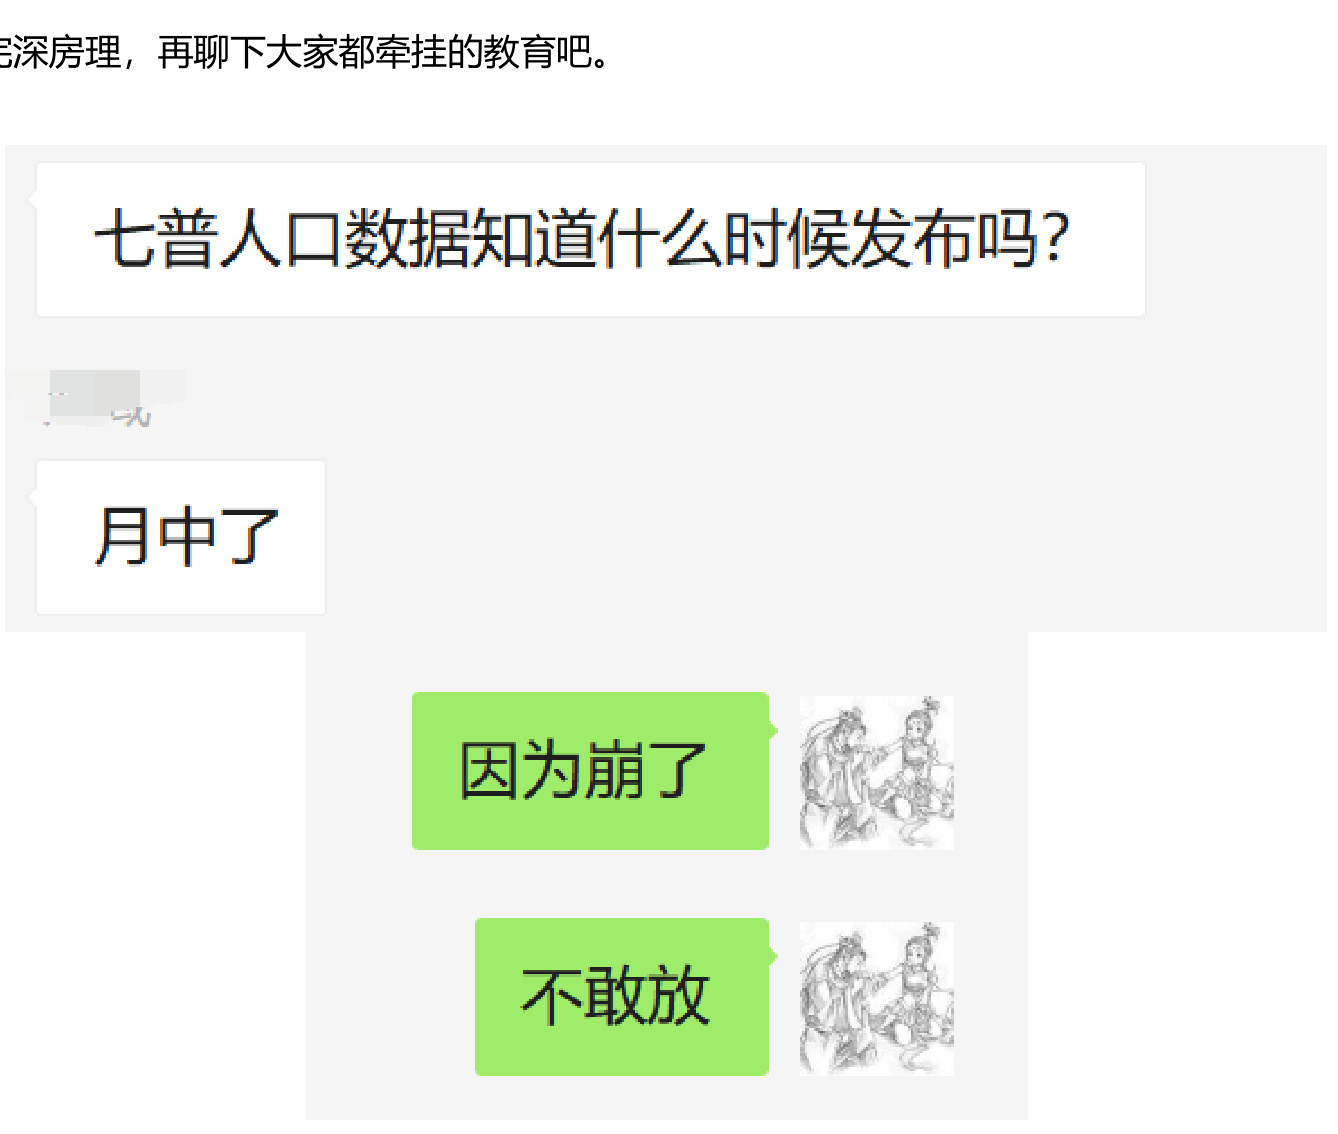 深房理，再聊下大家都牵挂的教育吧。
七普人口数据知道什么时候发布吗？
月中了
因为崩了
不敢放